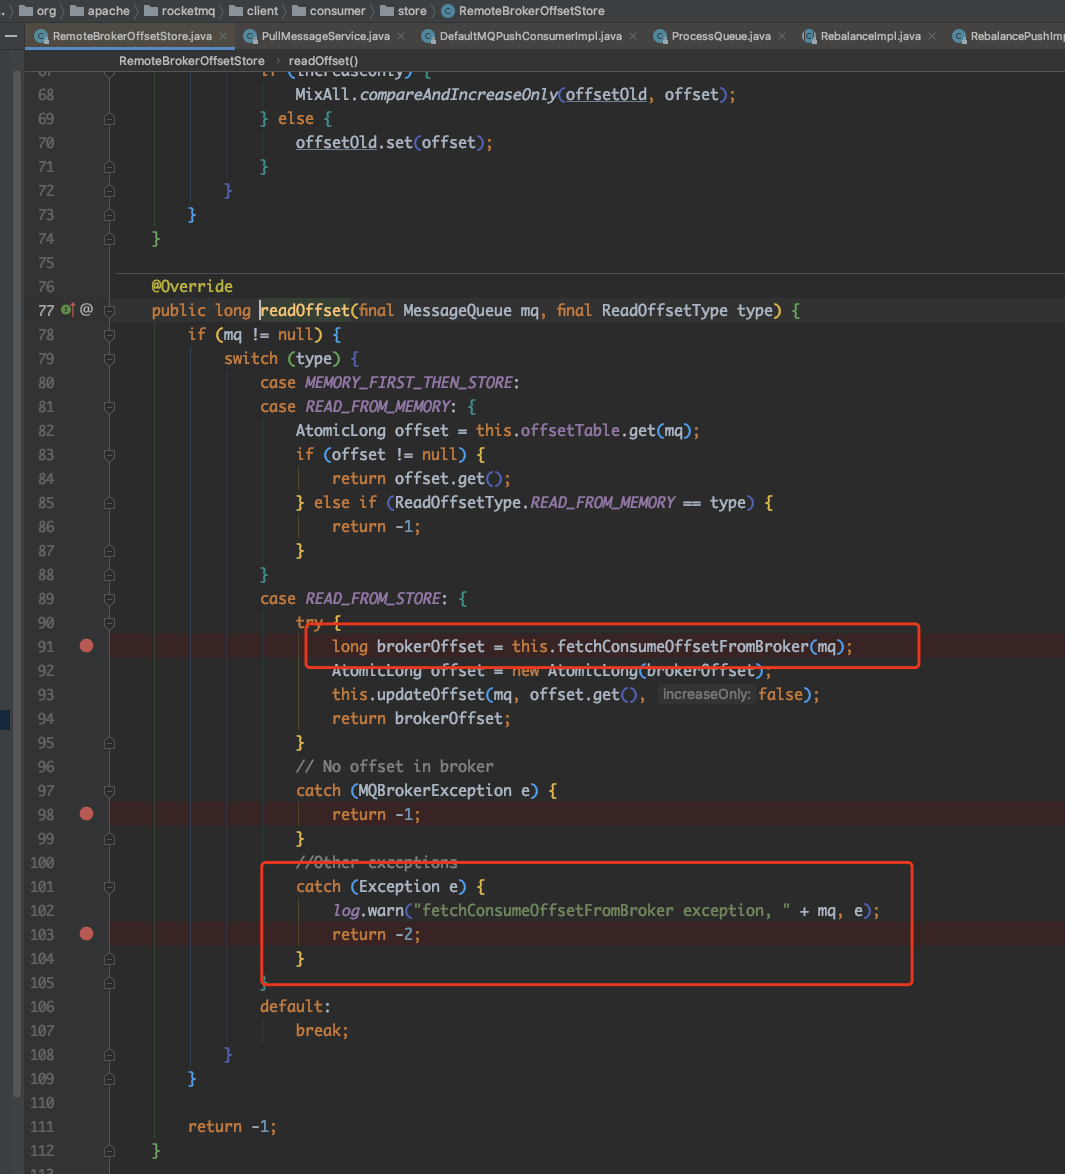 org apache rocketmq client consumer store RemoteBrokerOffsetStore
RemoteBrokerOffsetStore.java PullMessageService.java DefaultMQPushConsumerImpl.java ProcessQueue.java RebalanceImpl.java RebalancePushImp
RemoteBrokerOffsetStore readOffset()
67 if (increaseOnly) {
68 MixAll.compareAndIncreaseOnly(offsetOld, offset);
69 } else {
70 offsetOld.set(offset);
71 }
72 }
73 }
74 }
75
76 @Override
77 @ public long readOffset(final MessageQueue mq, final ReadOffsetType type) {
78 if (mq != null) {
79 switch (type) {
80 case MEMORY_FIRST_THEN_STORE:
81 case READ_FROM_MEMORY: {
82 AtomicLong offset = this.offsetTable.get(mq);
83 if (offset != null) {
84 return offset.get();
85 } else if (ReadOffsetType.READ_FROM_MEMORY == type) {
86 return -1;
87 }
88 }
89 case READ_FROM_STORE: {
90 try {
91 long brokerOffset = this.fetchConsumeOffsetFromBroker(mq);
92 AtomicLong offset = new AtomicLong(brokerOffset);
93 this.updateOffset(mq, offset.get(), increaseOnly: false);
94 return brokerOffset;
95 }
96 // No offset in broker
97 catch (MQBrokerException e) {
98 return -1;
99 }
100 //Other exceptions
101 catch (Exception e) {
102 log.warn("fetchConsumeOffsetFromBroker exception, " + mq, e);
103 return -2;
104 }
105 }
106 default:
107 break;
108 }
109 }
110
111 return -1;
112 }
113